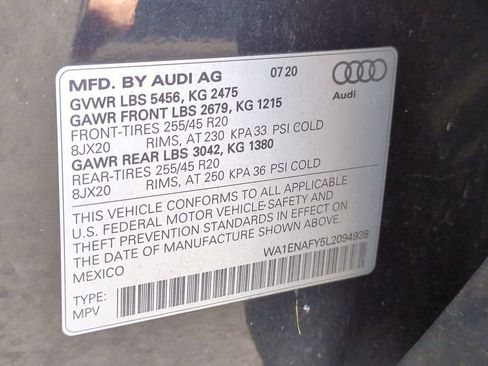 MFD. BY AUDI AG 07 20
GVWR LBS 5456, KG 2475
GAWR FRONT LBS 2679, KG 1215
FRONT-TIRES 255/45 R20
8JX20 RIMS, AT 230 KPA 33 PSI COLD
GAWR REAR LBS 3042, KG 1380
REAR-TIRES 255/45 R20
8JX20 RIMS, AT 250 KPA 36 PSI COLD
Audi
THIS VEHICLE CONFORMS TO ALL APPLICABLE
U.S. FEDERAL MOTOR VEHICLE-SAFETY AND
THEFT PREVENTION STANDARDS IN EFFECT ON
THE DATE OF MANUFACTURE SHOWN ABOVE.
MEXICO
WA1ENAFY5L2094938
TYPE:
MPV